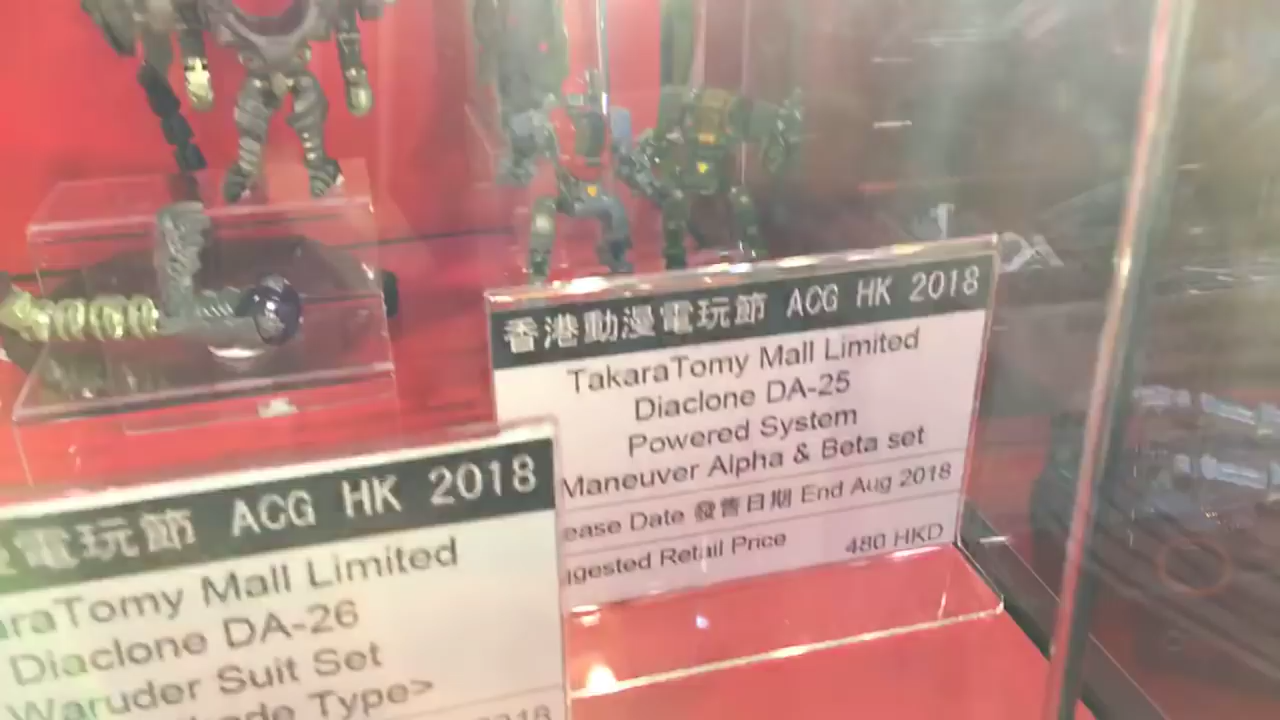 香港動漫電玩節 ACG HK 2018
TakaraTomy Mall Limited
Diaclone DA-25
Powered System
Maneuver Alpha & Beta set
ease Date 發售日期 End Aug 2018
ggested Retail Price 480 HKD
電玩節 ACG HK 2018
araTomy Mall Limited
Diaclone DA-26
Waruder Suit Set
Type>